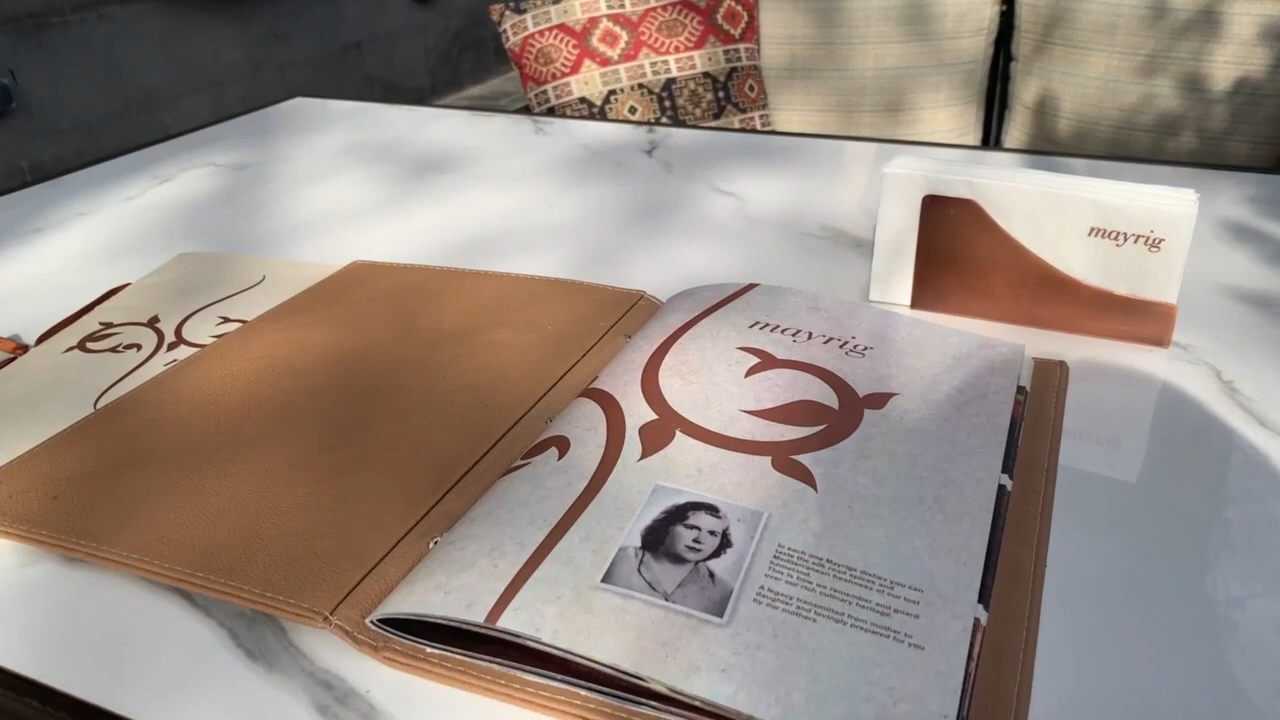 mayrig
mayrig
In each one Mayrigs dishes you can
taste the silk road spices and
Mediterranean freshness of our lost
homeland.
This is how we remember and guard
over our rich culinary heritage.
A legacy transmitted from mother to
daughter and lovingly prepared for you
by our mothers.